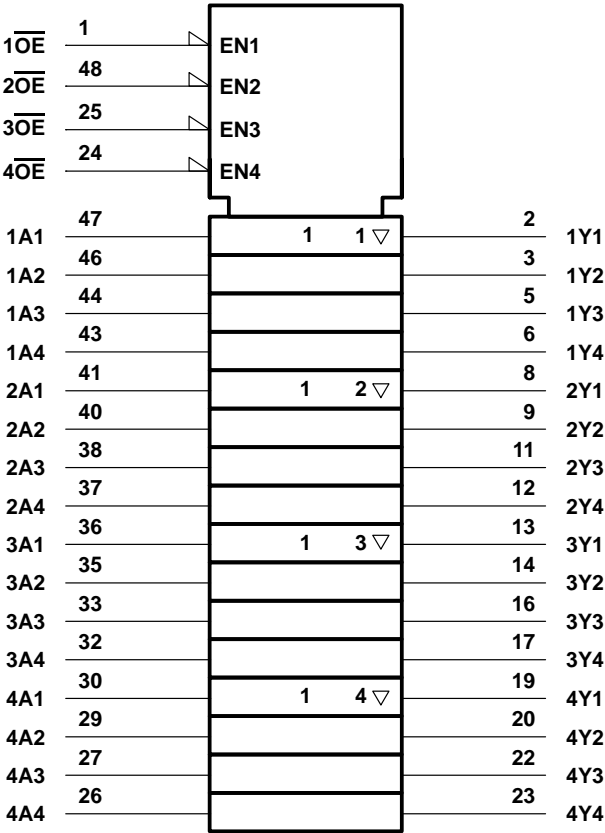 1O̅E̅ 1 EN1
2O̅E̅ 48 EN2
3O̅E̅ 25 EN3
4O̅E̅ 24 EN4
1A1 47 1 1 ▽ 2 1Y1
1A2 46 3 1Y2
1A3 44 5 1Y3
1A4 43 6 1Y4
2A1 41 1 2 ▽ 8 2Y1
2A2 40 9 2Y2
2A3 38 11 2Y3
2A4 37 12 2Y4
3A1 36 1 3 ▽ 13 3Y1
3A2 35 14 3Y2
3A3 33 16 3Y3
3A4 32 17 3Y4
4A1 30 1 4 ▽ 19 4Y1
4A2 29 20 4Y2
4A3 27 22 4Y3
4A4 26 23 4Y4